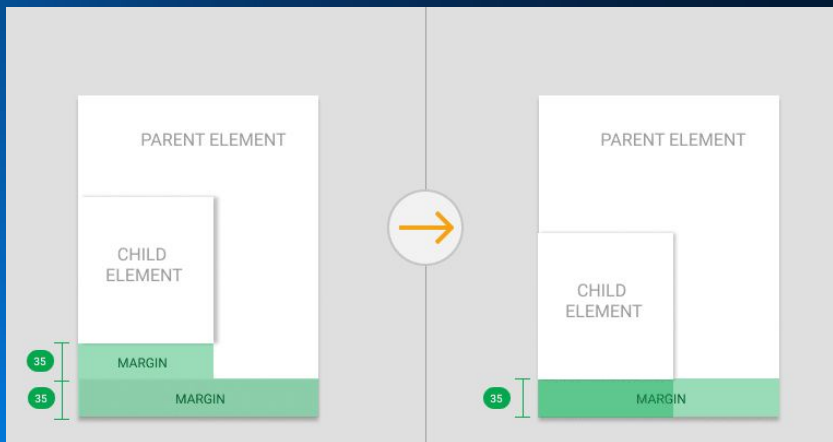 PARENT ELEMENT
CHILD
ELEMENT
35
MARGIN
35
MARGIN
PARENT ELEMENT
CHILD
ELEMENT
35
MARGIN